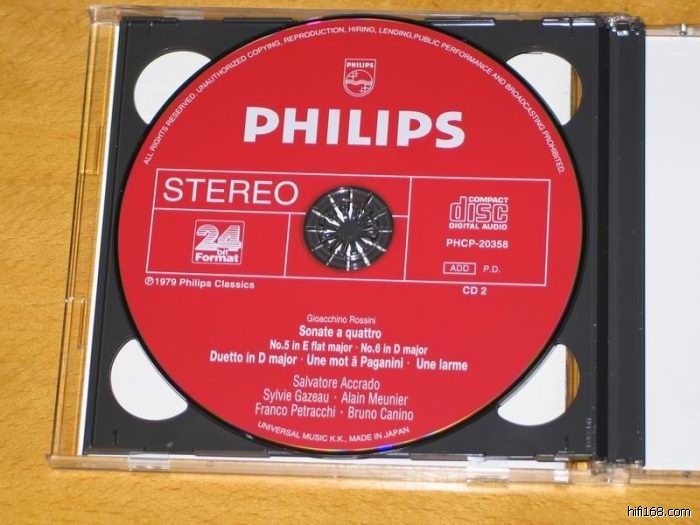 ALL RIGHTS RESERVED. UNAUTHORIZED COPYING, REPRODUCTION, HIRING, LENDING, PUBLIC PERFORMANCE AND BROADCASTING PROHIBITED.
PHILIPS
PHILIPS
STEREO
24
bit
Format
COMPACT
disc
DIGITAL AUDIO
PHCP-20358
ADD P.D.
℗1979 Philips Classics
CD 2
Gioacchino Rossini
Sonate a quattro
No.5 in E flat major · No.6 in D major
Duetto in D major · Une mot â Paganini · Une larme
Salvatore Accrado
Sylvie Gazeau · Alain Meunier
Franco Petracchi · Bruno Canino
UNIVERSAL MUSIC K.K., MADE IN JAPAN
hifi168.com